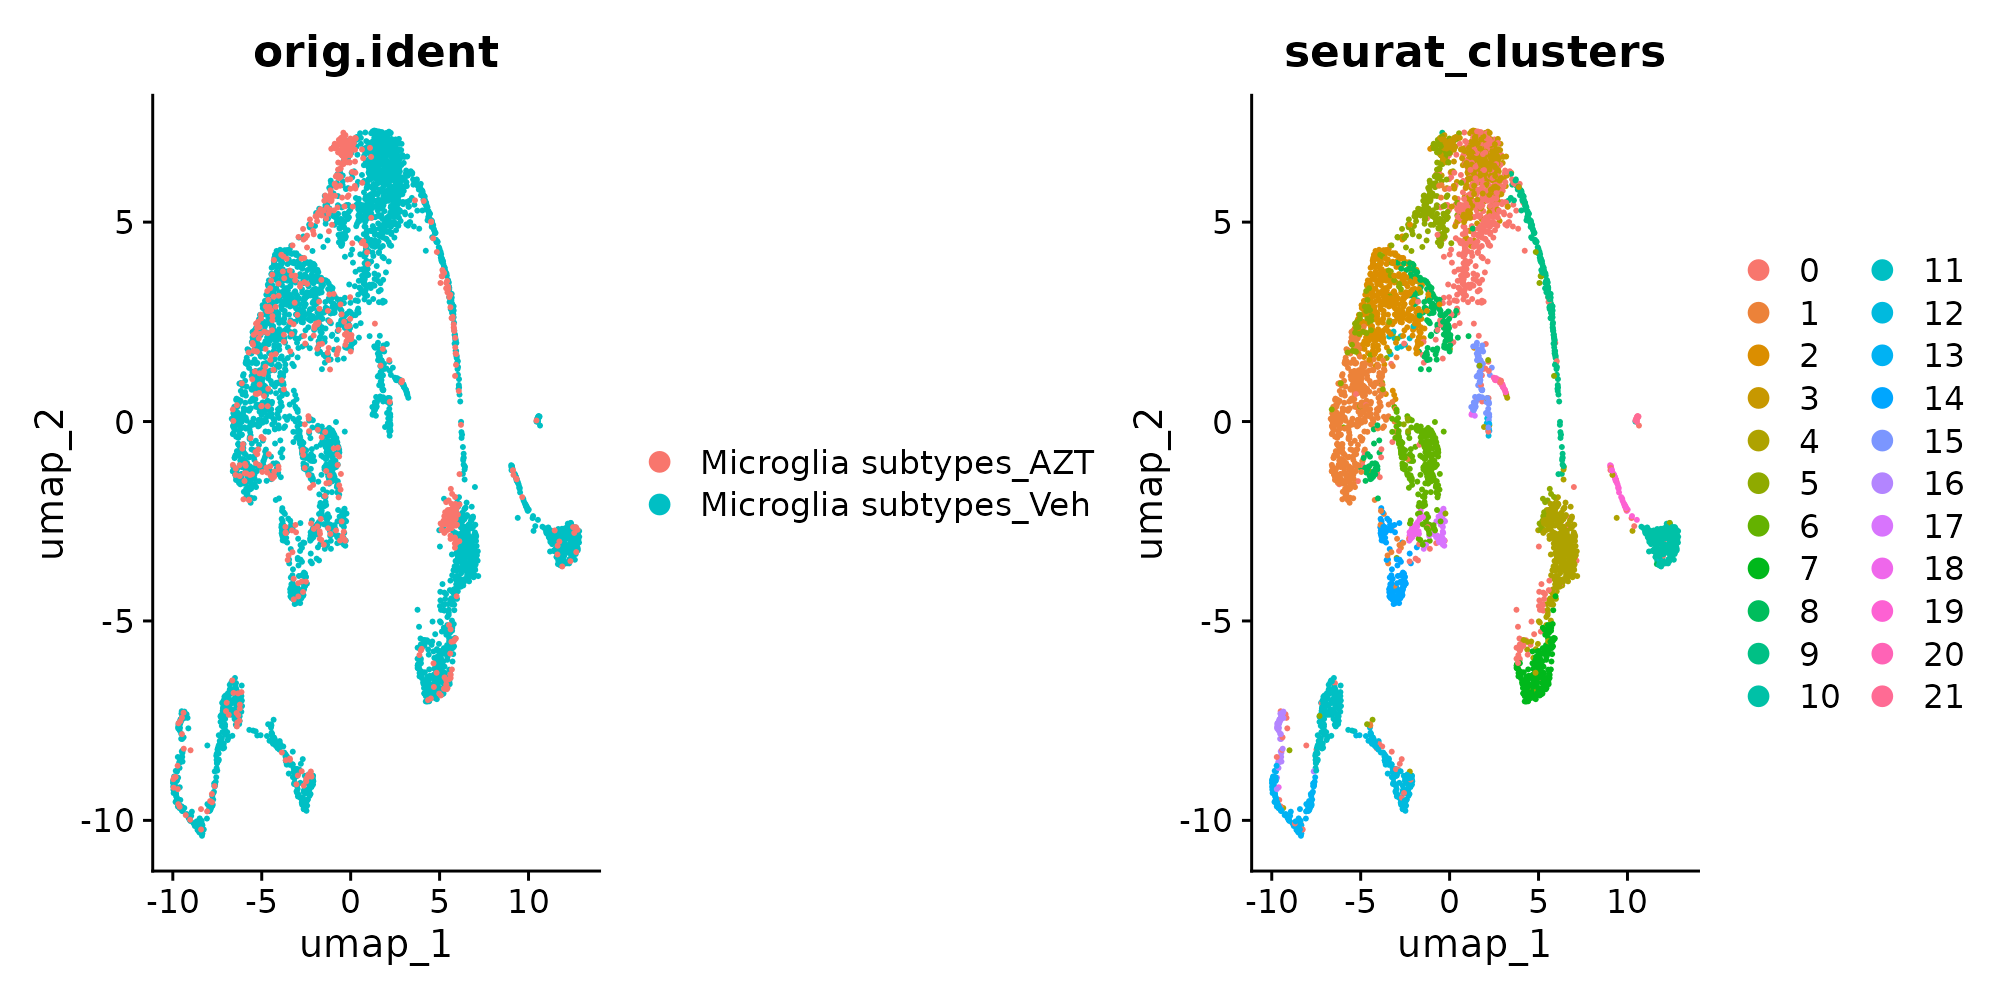 orig.ident
5
0
-5
-10
umap_2
-10 -5 0 5 10
umap_1
Microglia subtypes_AZT
Microglia subtypes_Veh
seurat_clusters
5
0
-5
-10
umap_2
-10 -5 0 5 10
umap_1
0 11
1 12
2 13
3 14
4 15
5 16
6 17
7 18
8 19
9 20
10 21